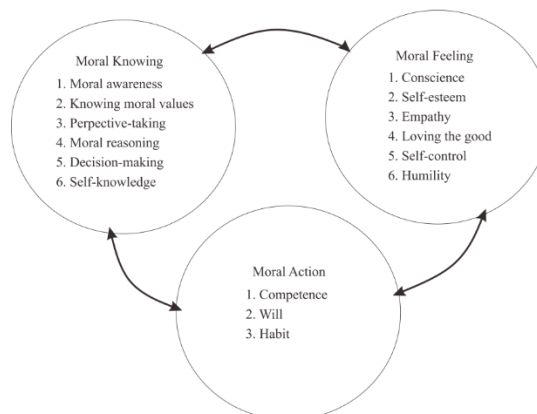 Moral Knowing
1. Moral awareness
2. Knowing moral values
3. Perpective-taking
4. Moral reasoning
5. Decision-making
6. Self-knowledge
Moral Feeling
1. Conscience
2. Self-esteem
3. Empathy
4. Loving the good
5. Self-control
6. Humility
Moral Action
1. Competence
2. Will
3. Habit